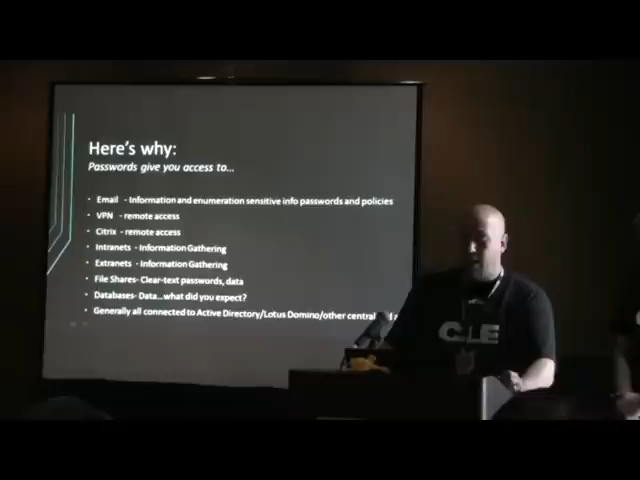 Here's why:
Passwords give you access to...
• Email - Information and enumeration sensitive info passwords and policies
• VPN - remote access
• Citrix - remote access
• Intranets - Information Gathering
• Extranets - Information Gathering
• File Shares- Clear-text passwords, data
• Databases- Data...what did you expect?
• Generally all connected to Active Directory/Lotus Domino/other central
CLE